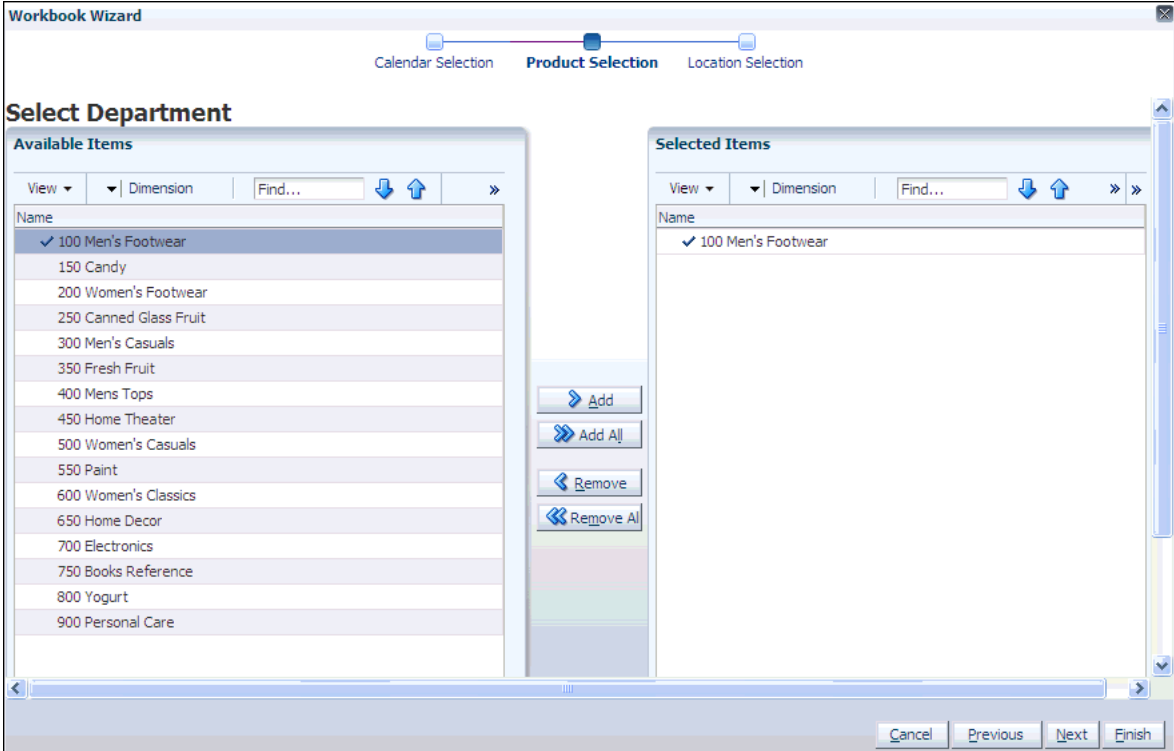 Workbook Wizard
Calendar Selection Product Selection Location Selection
Select Department
Available Items
View Dimension Find... »
Name
100 Men's Footwear
150 Candy
200 Women's Footwear
250 Canned Glass Fruit
300 Men's Casuals
350 Fresh Fruit
400 Mens Tops
450 Home Theater
500 Women's Casuals
550 Paint
600 Women's Classics
650 Home Decor
700 Electronics
750 Books Reference
800 Yogurt
900 Personal Care
Add
Add All
Remove
Remove Al
Selected Items
View Dimension Find... » »
Name
100 Men's Footwear
Cancel Previous Next Finish